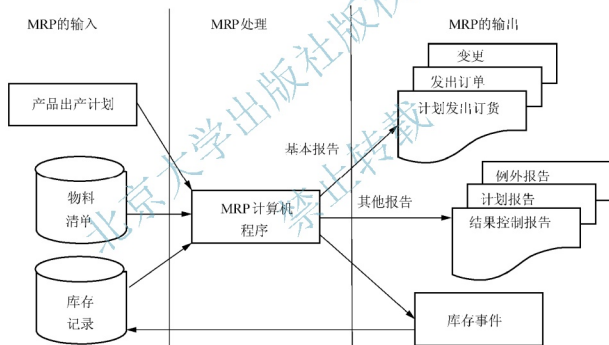 MRP的输入
MRP处理
MRP的输出
产品出产计划
物料
清单
库存
记录
MRP计算机
程序
基本报告
其他报告
变更
发出订单
计划发出订货
例外报告
计划报告
结果控制报告
库存事件
北京大学出版社版权
禁止转载